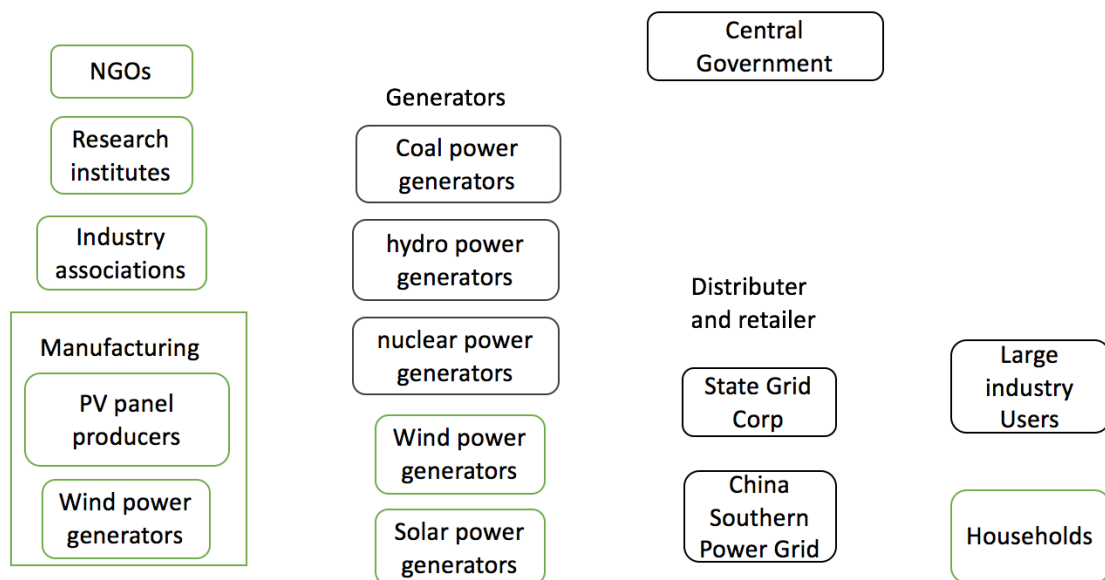 NGOs
Research
institutes
Industry
associations
Manufacturing
PV panel
producers
Wind power
generators
Generators
Coal power
generators
hydro power
generators
nuclear power
generators
Wind power
generators
Solar power
generators
Central
Government
Distributer
and retailer
State Grid
Corp
China
Southern
Power Grid
Large
industry
Users
Households